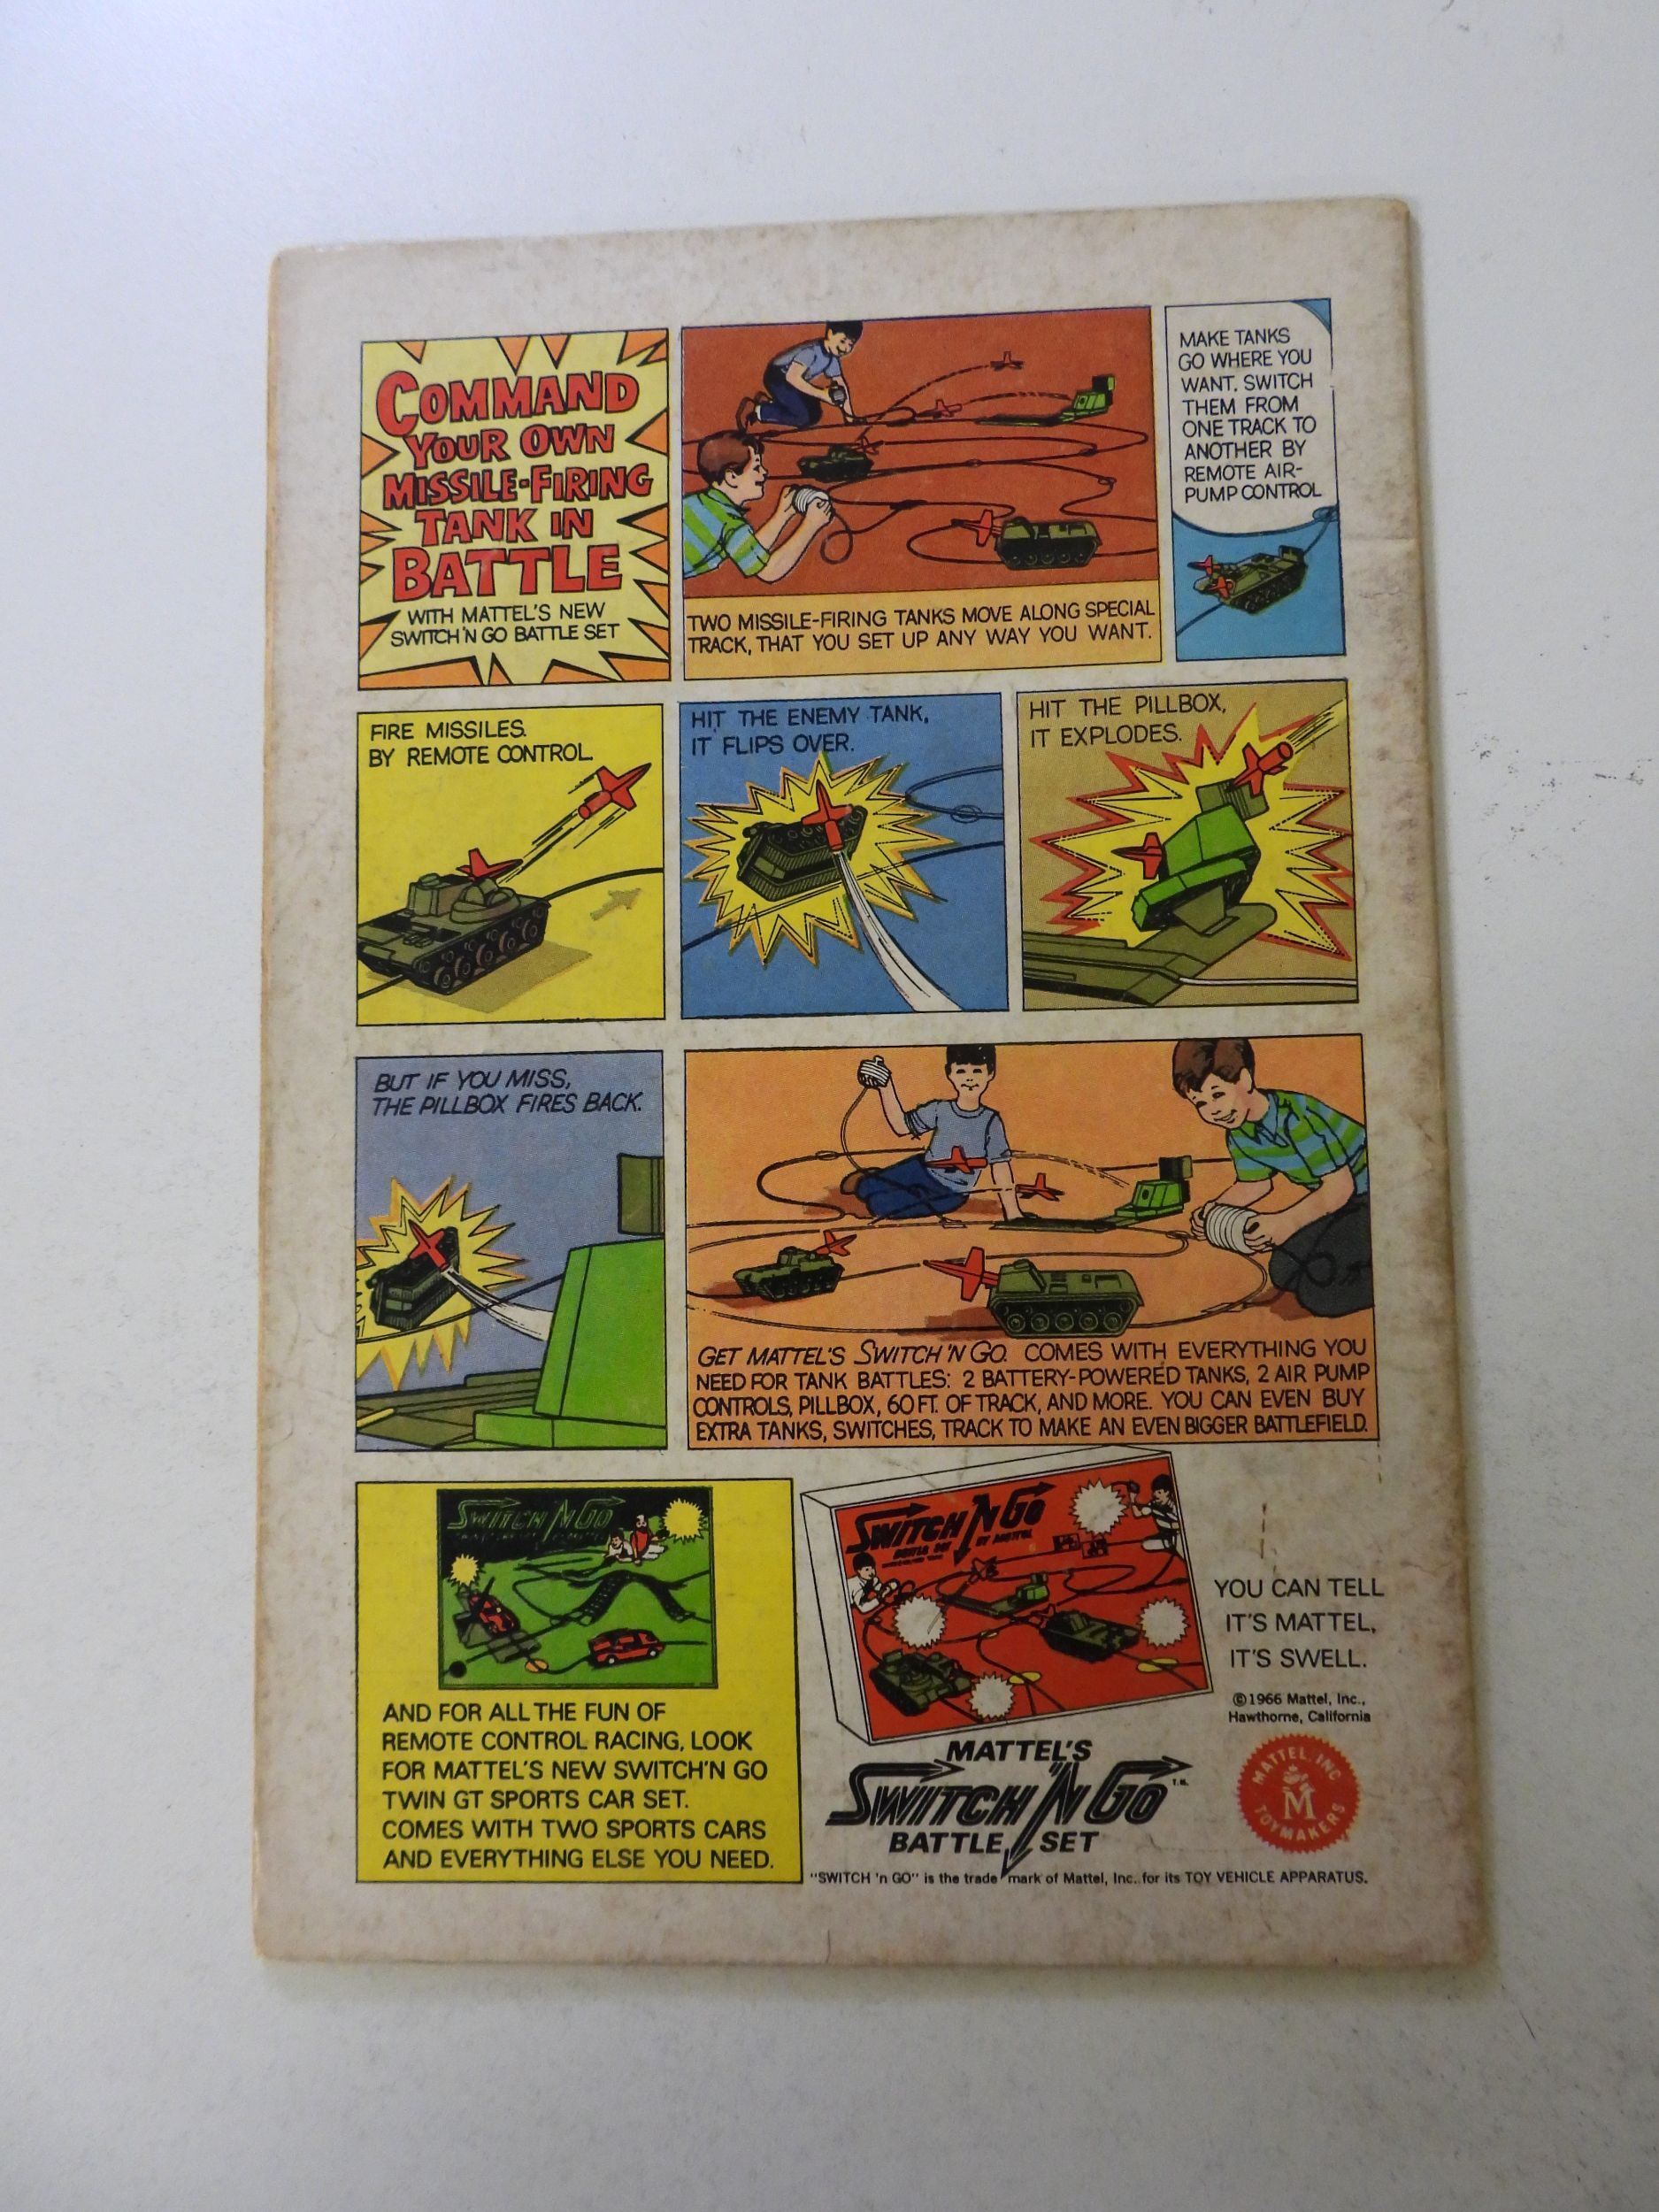 COMMAND
YOUR OWN
MISSILE-FIRING
TANK IN
BATTLE
WITH MATTEL'S NEW
SWITCH 'N GO BATTLE SET
TWO MISSILE-FIRING TANKS MOVE ALONG SPECIAL
TRACK, THAT YOU SET UP ANY WAY YOU WANT.
MAKE TANKS
GO WHERE YOU
WANT. SWITCH
THEM FROM
ONE TRACK TO
ANOTHER BY
REMOTE AIR-
PUMP CONTROL
FIRE MISSILES.
BY REMOTE CONTROL
HIT THE ENEMY TANK,
IT FLIPS OVER.
HIT THE PILLBOX,
IT EXPLODES.
BUT IF YOU MISS,
THE PILLBOX FIRES BACK.
GET MATTEL'S SWITCH 'N GO. COMES WITH EVERYTHING YOU
NEED FOR TANK BATTLES: 2 BATTERY-POWERED TANKS, 2 AIR PUMP
CONTROLS, PILLBOX, 60 FT. OF TRACK, AND MORE. YOU CAN EVEN BUY
EXTRA TANKS, SWITCHES, TRACK TO MAKE AN EVEN BIGGER BATTLEFIELD.
SWITCH 'N GO
AND FOR ALL THE FUN OF
REMOTE CONTROL RACING, LOOK
FOR MATTEL'S NEW SWITCH'N GO
TWIN GT SPORTS CAR SET.
COMES WITH TWO SPORTS CARS
AND EVERYTHING ELSE YOU NEED.
SWITCH 'N GO
BY MATTEL
YOU CAN TELL
IT'S MATTEL,
IT'S SWELL.
©1966 Mattel, Inc.,
Hawthorne, California
MATTEL'S
SWITCH 'N GO T.M.
BATTLE SET
MATTEL, INC.
M
TOYMAKERS
"SWITCH 'n GO" is the trade mark of Mattel, Inc. for its TOY VEHICLE APPARATUS.